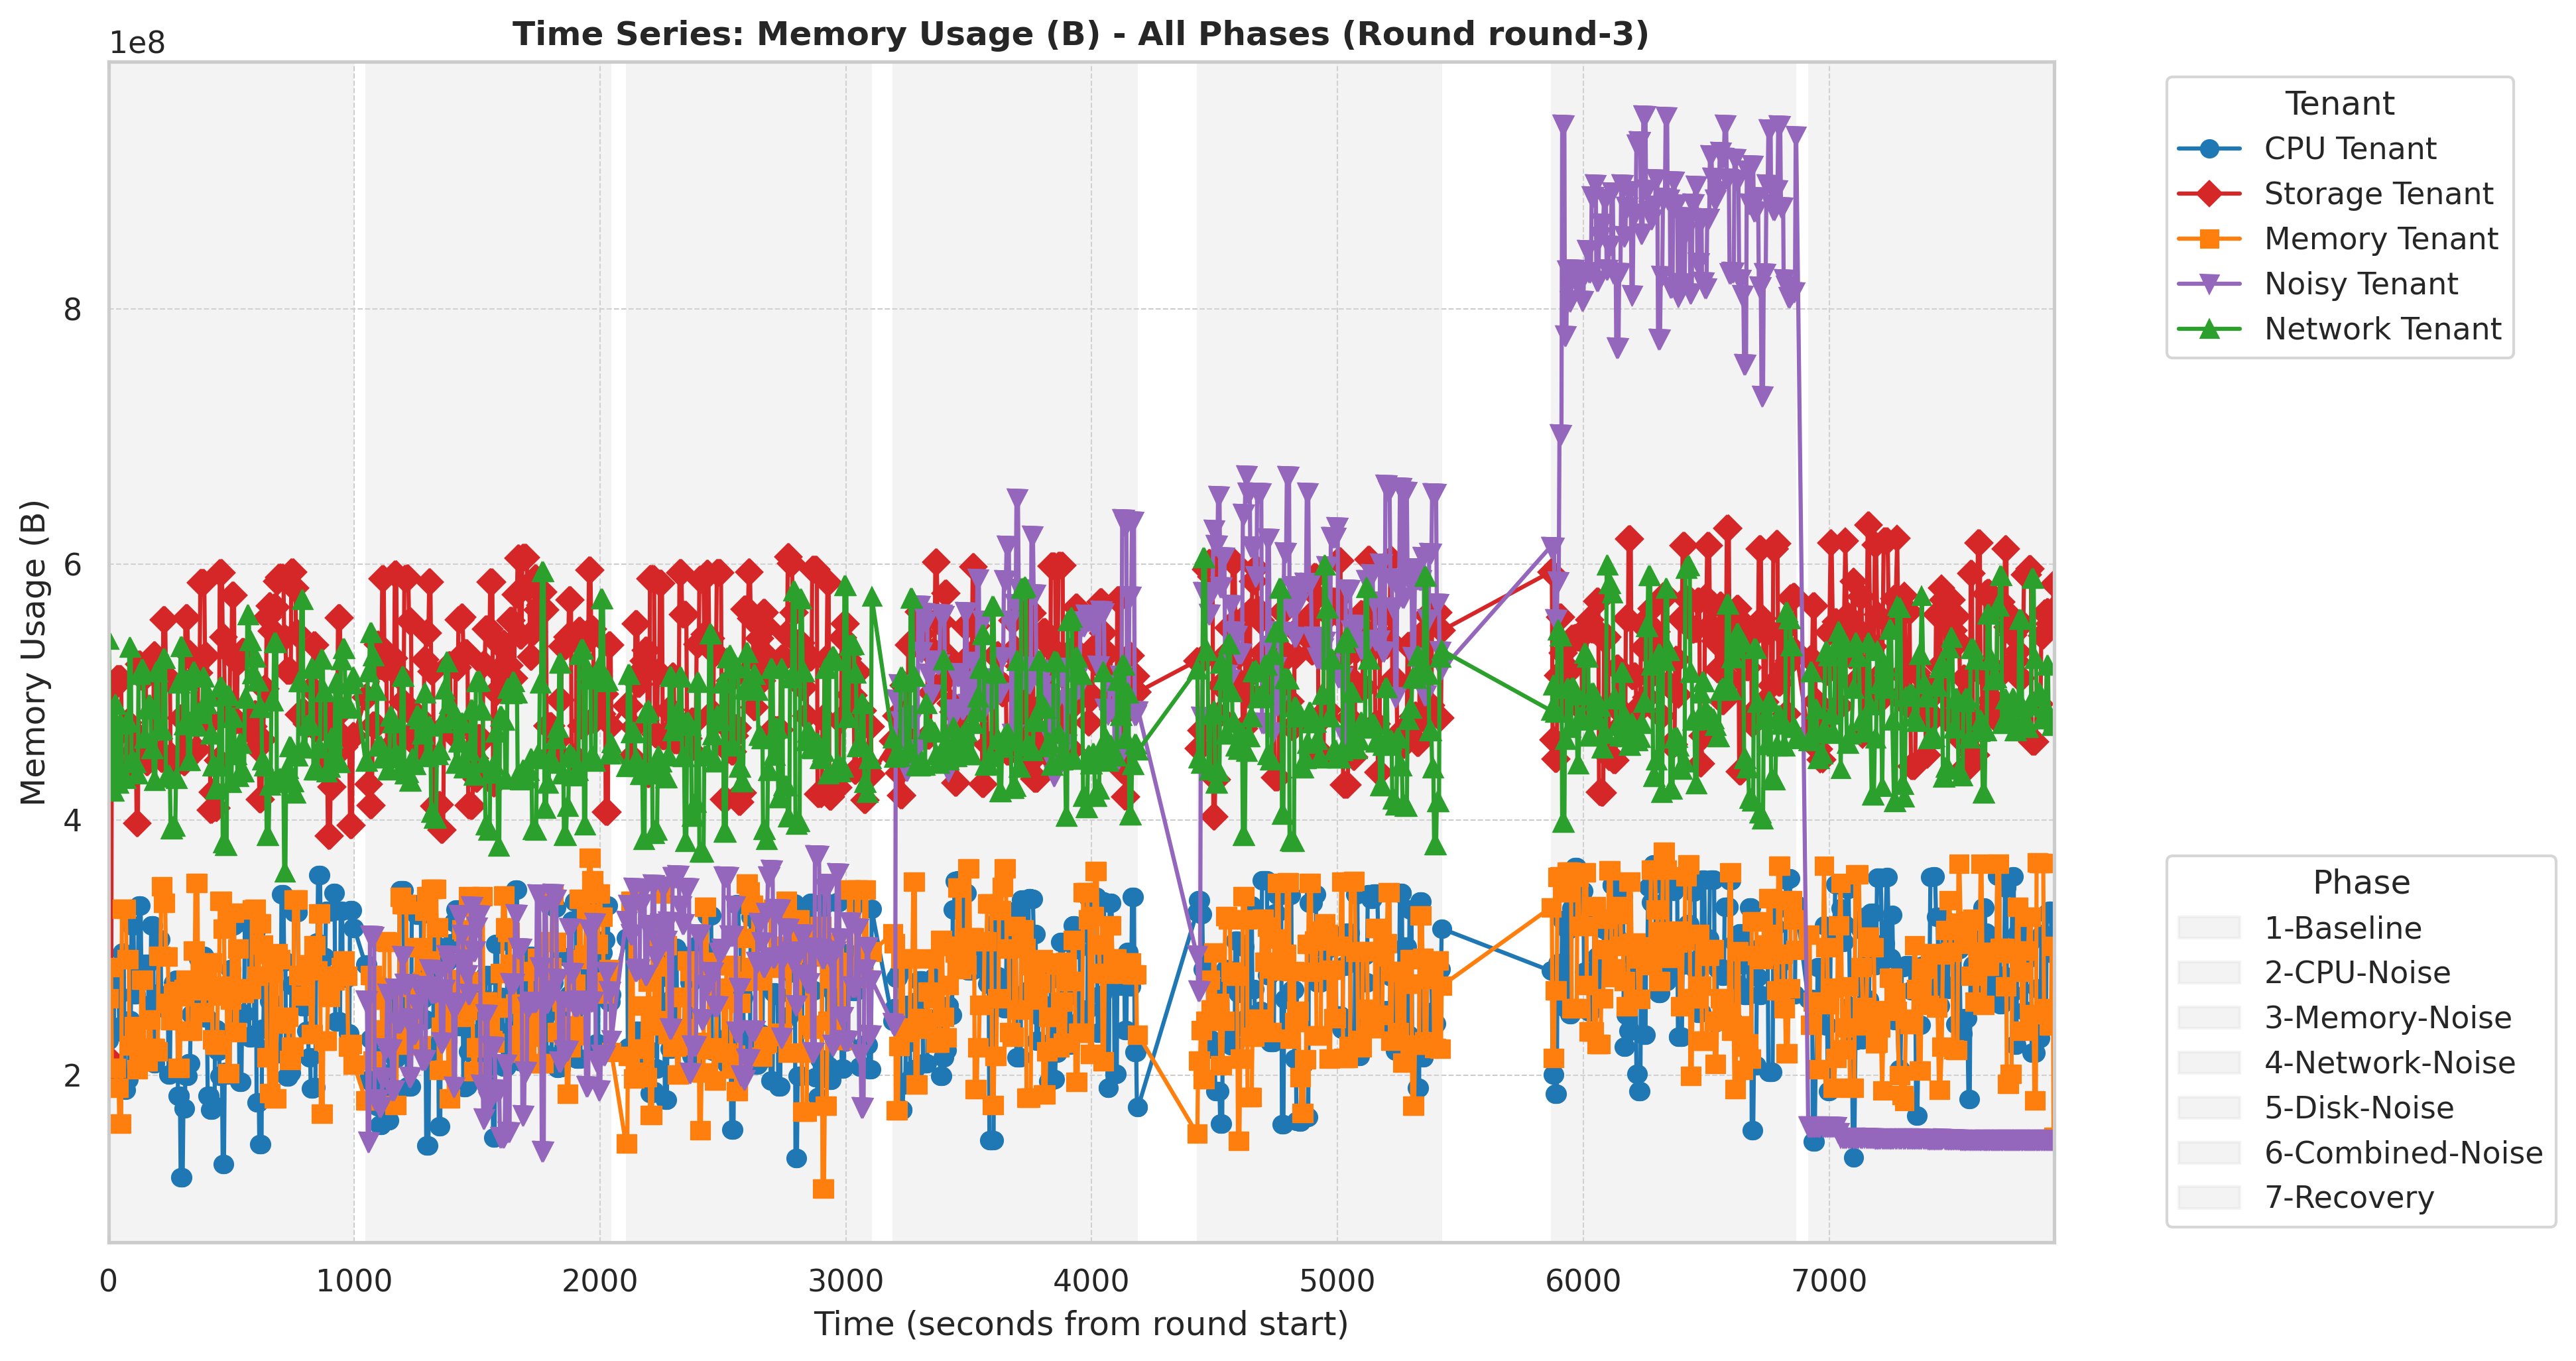 Time Series: Memory Usage (B) - All Phases (Round round-3)
1e8
8
6
4
2
Memory Usage (B)
0 1000 2000 3000 4000 5000 6000 7000
Time (seconds from round start)
Tenant
CPU Tenant
Storage Tenant
Memory Tenant
Noisy Tenant
Network Tenant
Phase
1-Baseline
2-CPU-Noise
3-Memory-Noise
4-Network-Noise
5-Disk-Noise
6-Combined-Noise
7-Recovery